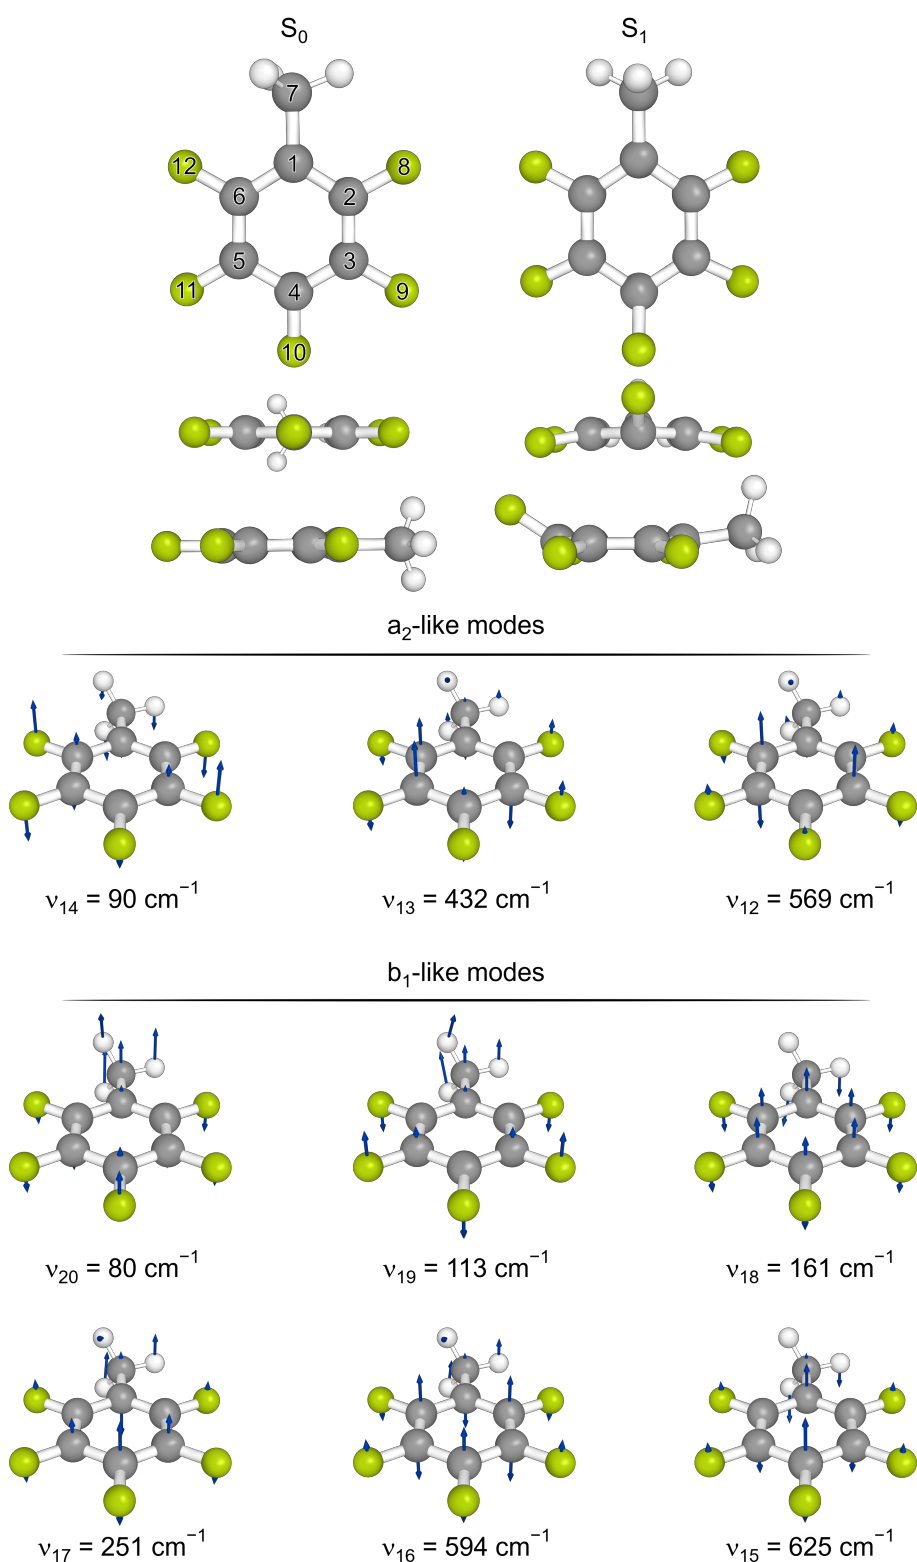 S₀ S₁
7
12 1 8
6 2
5 3
11 4 9
10
a₂-like modes
ν₁₄ = 90 cm⁻¹ ν₁₃ = 432 cm⁻¹ ν₁₂ = 569 cm⁻¹
b₁-like modes
ν₂₀ = 80 cm⁻¹ ν₁₉ = 113 cm⁻¹ ν₁₈ = 161 cm⁻¹
ν₁₇ = 251 cm⁻¹ ν₁₆ = 594 cm⁻¹ ν₁₅ = 625 cm⁻¹